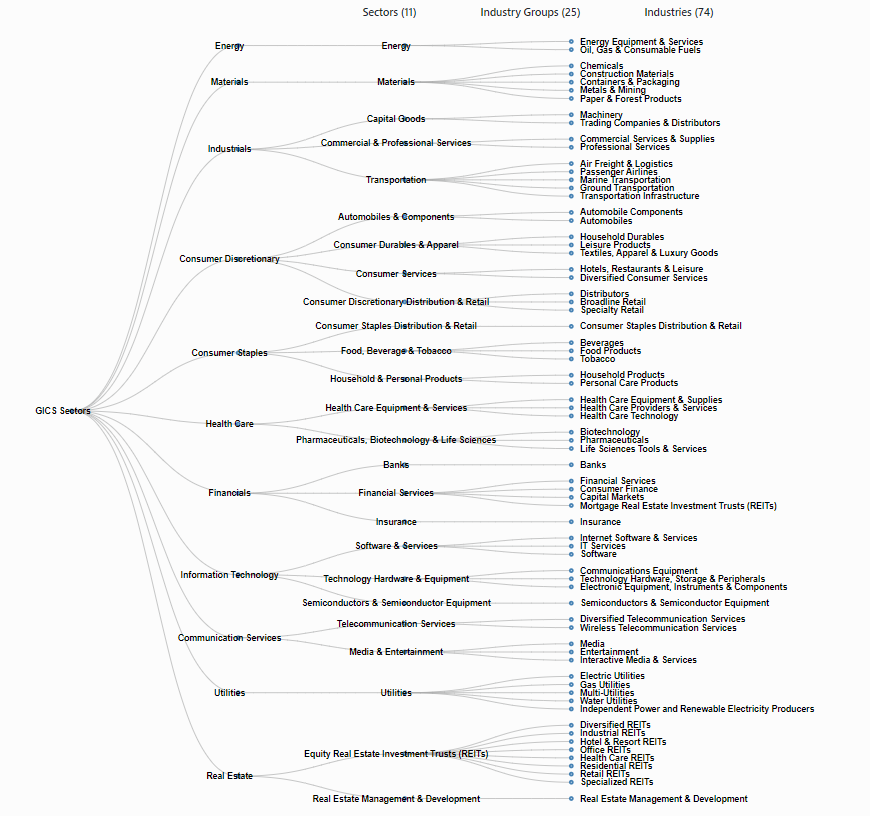 Sectors (11) Industry Groups (25) Industries (74)
GICS Sectors
Energy
Energy
Energy Equipment & Services
Oil, Gas & Consumable Fuels
Materials
Materials
Chemicals
Construction Materials
Containers & Packaging
Metals & Mining
Paper & Forest Products
Industrials
Capital Goods
Machinery
Trading Companies & Distributors
Commercial & Professional Services
Commercial Services & Supplies
Professional Services
Transportation
Air Freight & Logistics
Passenger Airlines
Marine Transportation
Ground Transportation
Transportation Infrastructure
Consumer Discretionary
Automobiles & Components
Automobile Components
Automobiles
Consumer Durables & Apparel
Household Durables
Leisure Products
Textiles, Apparel & Luxury Goods
Consumer Services
Hotels, Restaurants & Leisure
Diversified Consumer Services
Consumer Discretionary Distribution & Retail
Distributors
Broadline Retail
Specialty Retail
Consumer Staples
Consumer Staples Distribution & Retail
Consumer Staples Distribution & Retail
Food, Beverage & Tobacco
Beverages
Food Products
Tobacco
Household & Personal Products
Household Products
Personal Care Products
Health Care
Health Care Equipment & Services
Health Care Equipment & Supplies
Health Care Providers & Services
Health Care Technology
Pharmaceuticals, Biotechnology & Life Sciences
Biotechnology
Pharmaceuticals
Life Sciences Tools & Services
Financials
Banks
Banks
Financial Services
Financial Services
Consumer Finance
Capital Markets
Mortgage Real Estate Investment Trusts (REITs)
Insurance
Insurance
Information Technology
Software & Services
Internet Software & Services
IT Services
Software
Technology Hardware & Equipment
Communications Equipment
Technology Hardware, Storage & Peripherals
Electronic Equipment, Instruments & Components
Semiconductors & Semiconductor Equipment
Semiconductors & Semiconductor Equipment
Communication Services
Telecommunication Services
Diversified Telecommunication Services
Wireless Telecommunication Services
Media & Entertainment
Media
Entertainment
Interactive Media & Services
Utilities
Utilities
Electric Utilities
Gas Utilities
Multi-Utilities
Water Utilities
Independent Power and Renewable Electricity Producers
Real Estate
Equity Real Estate Investment Trusts (REITs)
Diversified REITs
Industrial REITs
Hotel & Resort REITs
Office REITs
Health Care REITs
Residential REITs
Retail REITs
Specialized REITs
Real Estate Management & Development
Real Estate Management & Development